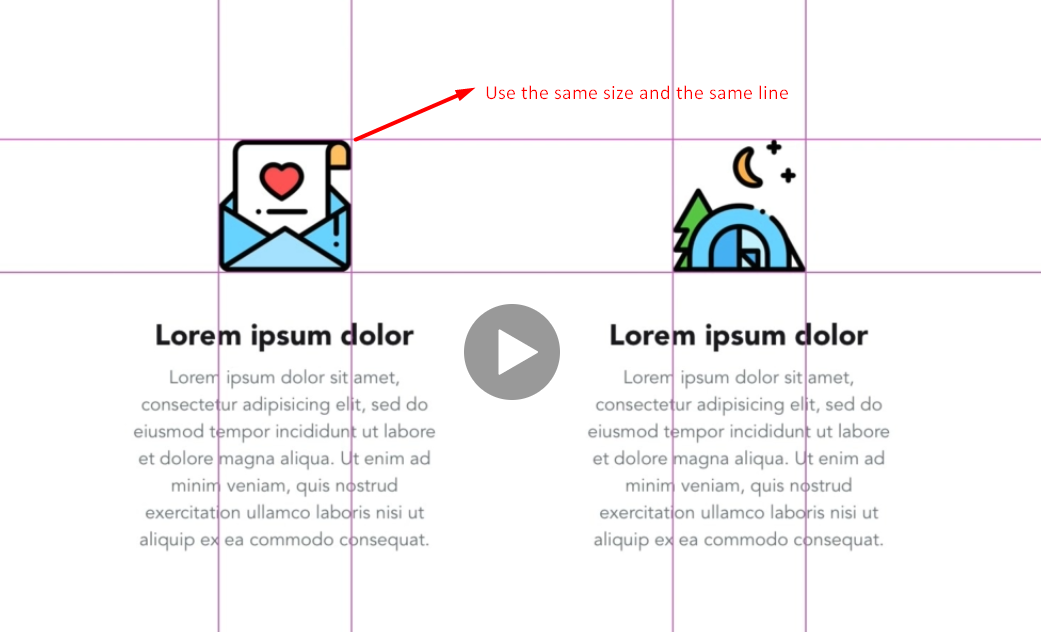 Use the same size and the same line
Lorem ipsum dolor
Lorem ipsum dolor sit amet,
consectetur adipisicing elit, sed do
eiusmod tempor incididunt ut labore
et dolore magna aliqua. Ut enim ad
minim veniam, quis nostrud
exercitation ullamco laboris nisi ut
aliquip ex ea commodo consequat.
Lorem ipsum dolor
Lorem ipsum dolor sit amet,
consectetur adipisicing elit, sed do
eiusmod tempor incididunt ut labore
et dolore magna aliqua. Ut enim ad
minim veniam, quis nostrud
exercitation ullamco laboris nisi ut
aliquip ex ea commodo consequat.